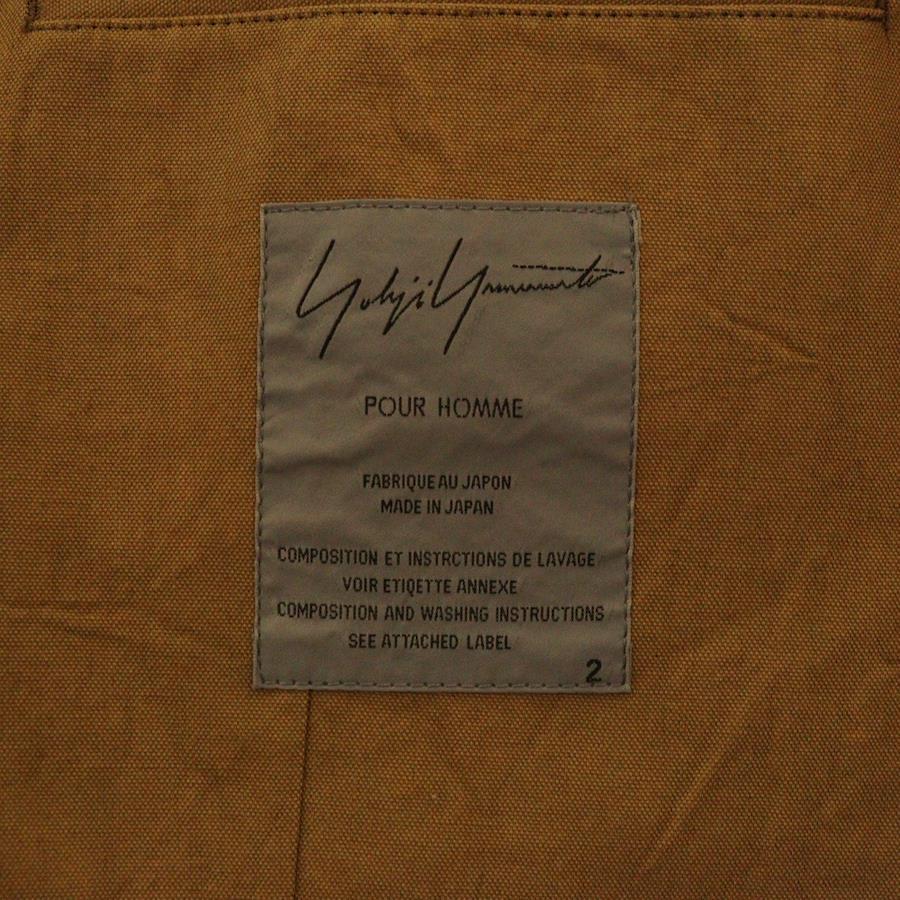 Yohji Yamamoto
POUR HOMME
FABRIQUE AU JAPON
MADE IN JAPAN
COMPOSITION ET INSTRCTIONS DE LAVAGE
VOIR ETIQETTE ANNEXE
COMPOSITION AND WASHING INSTRUCTIONS
SEE ATTACHED LABEL
2